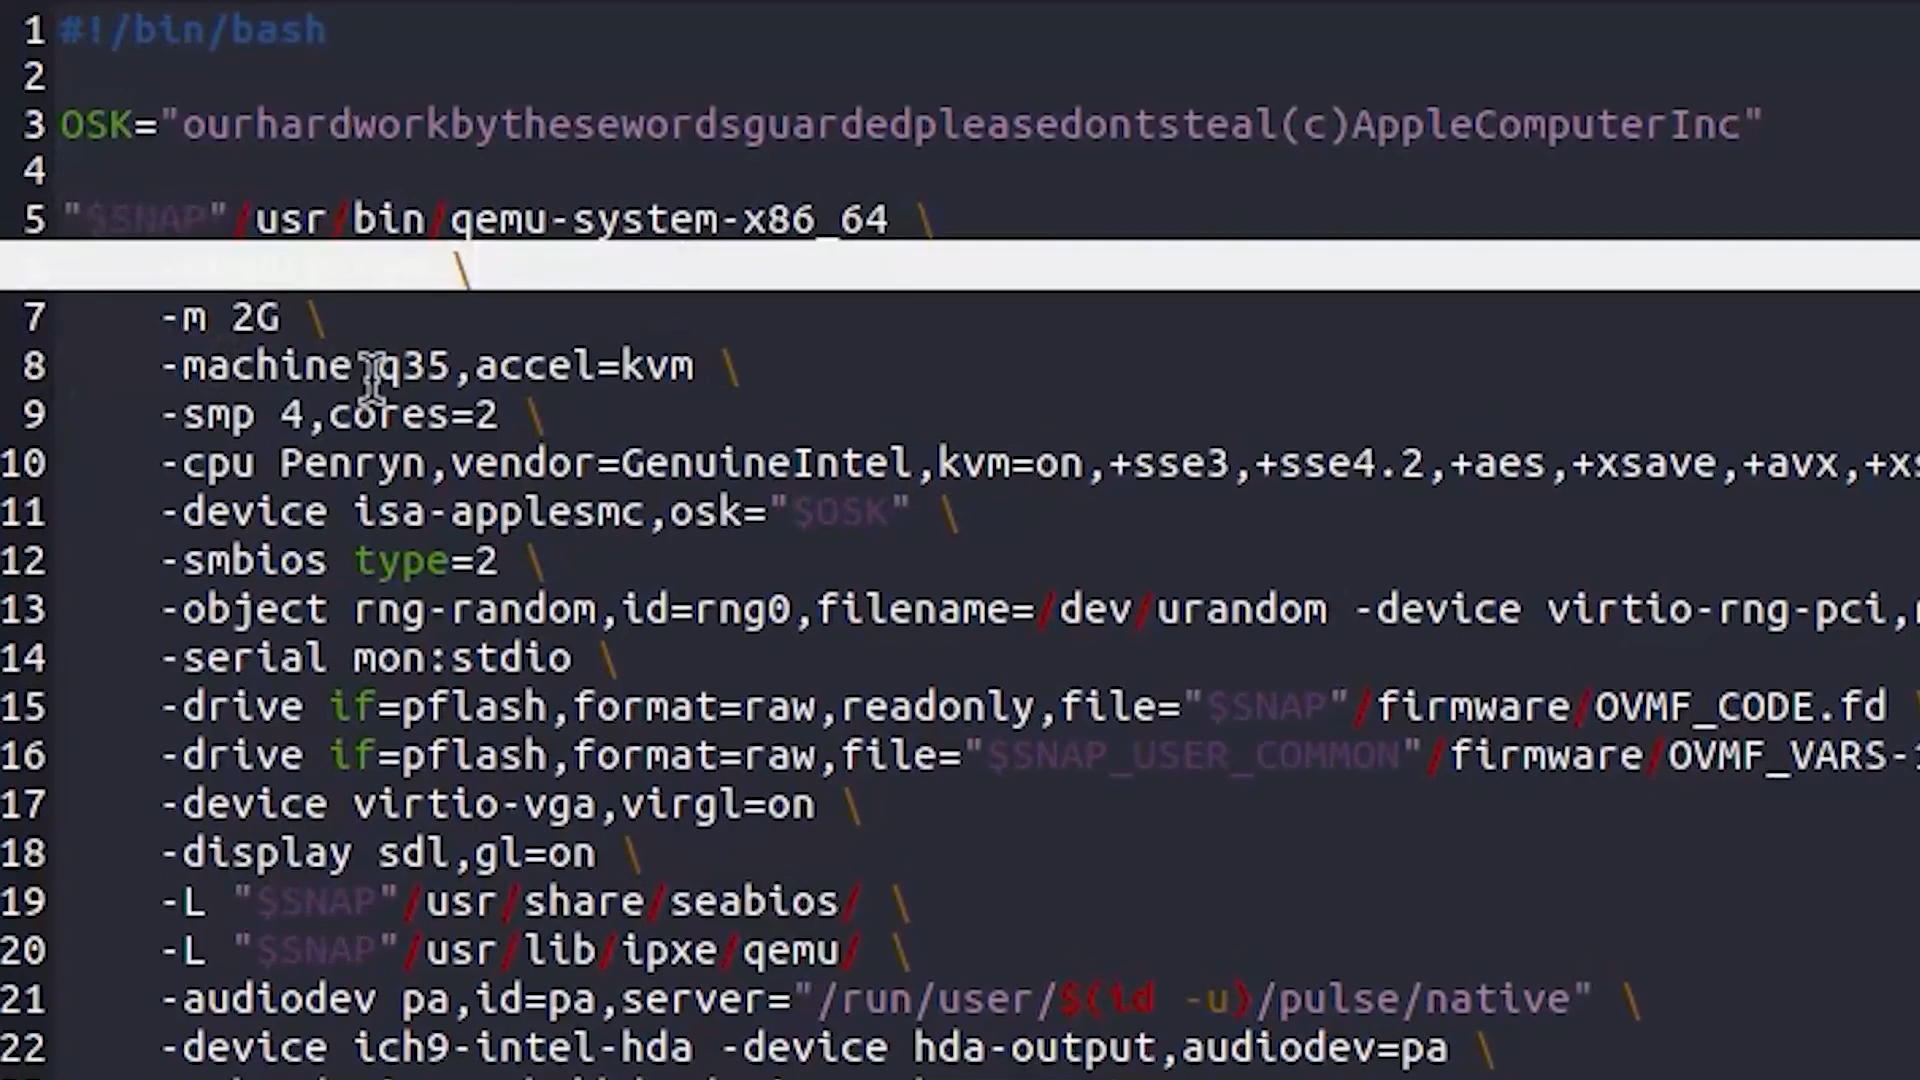 1 #!/bin/bash
2
3 OSK="ourhardworkbythesewordsguardedpleasedontsteal(c)AppleComputerInc"
4
5 "$SNAP"/usr/bin/qemu-system-x86_64 \
\
7 -m 2G \
8 -machine q35,accel=kvm \
9 -smp 4,cores=2 \
10 -cpu Penryn,vendor=GenuineIntel,kvm=on,+sse3,+sse4.2,+aes,+xsave,+avx,+xs
11 -device isa-applesmc,osk="$OSK" \
12 -smbios type=2 \
13 -object rng-random,id=rng0,filename=/dev/urandom -device virtio-rng-pci,
14 -serial mon:stdio \
15 -drive if=pflash,format=raw,readonly,file="$SNAP"/firmware/OVMF_CODE.fd \
16 -drive if=pflash,format=raw,file="$SNAP_USER_COMMON"/firmware/OVMF_VARS-
17 -device virtio-vga,virgl=on \
18 -display sdl,gl=on \
19 -L "$SNAP"/usr/share/seabios/ \
20 -L "$SNAP"/usr/lib/ipxe/qemu/ \
21 -audiodev pa,id=pa,server="/run/user/$(id -u)/pulse/native" \
22 -device ich9-intel-hda -device hda-output,audiodev=pa \